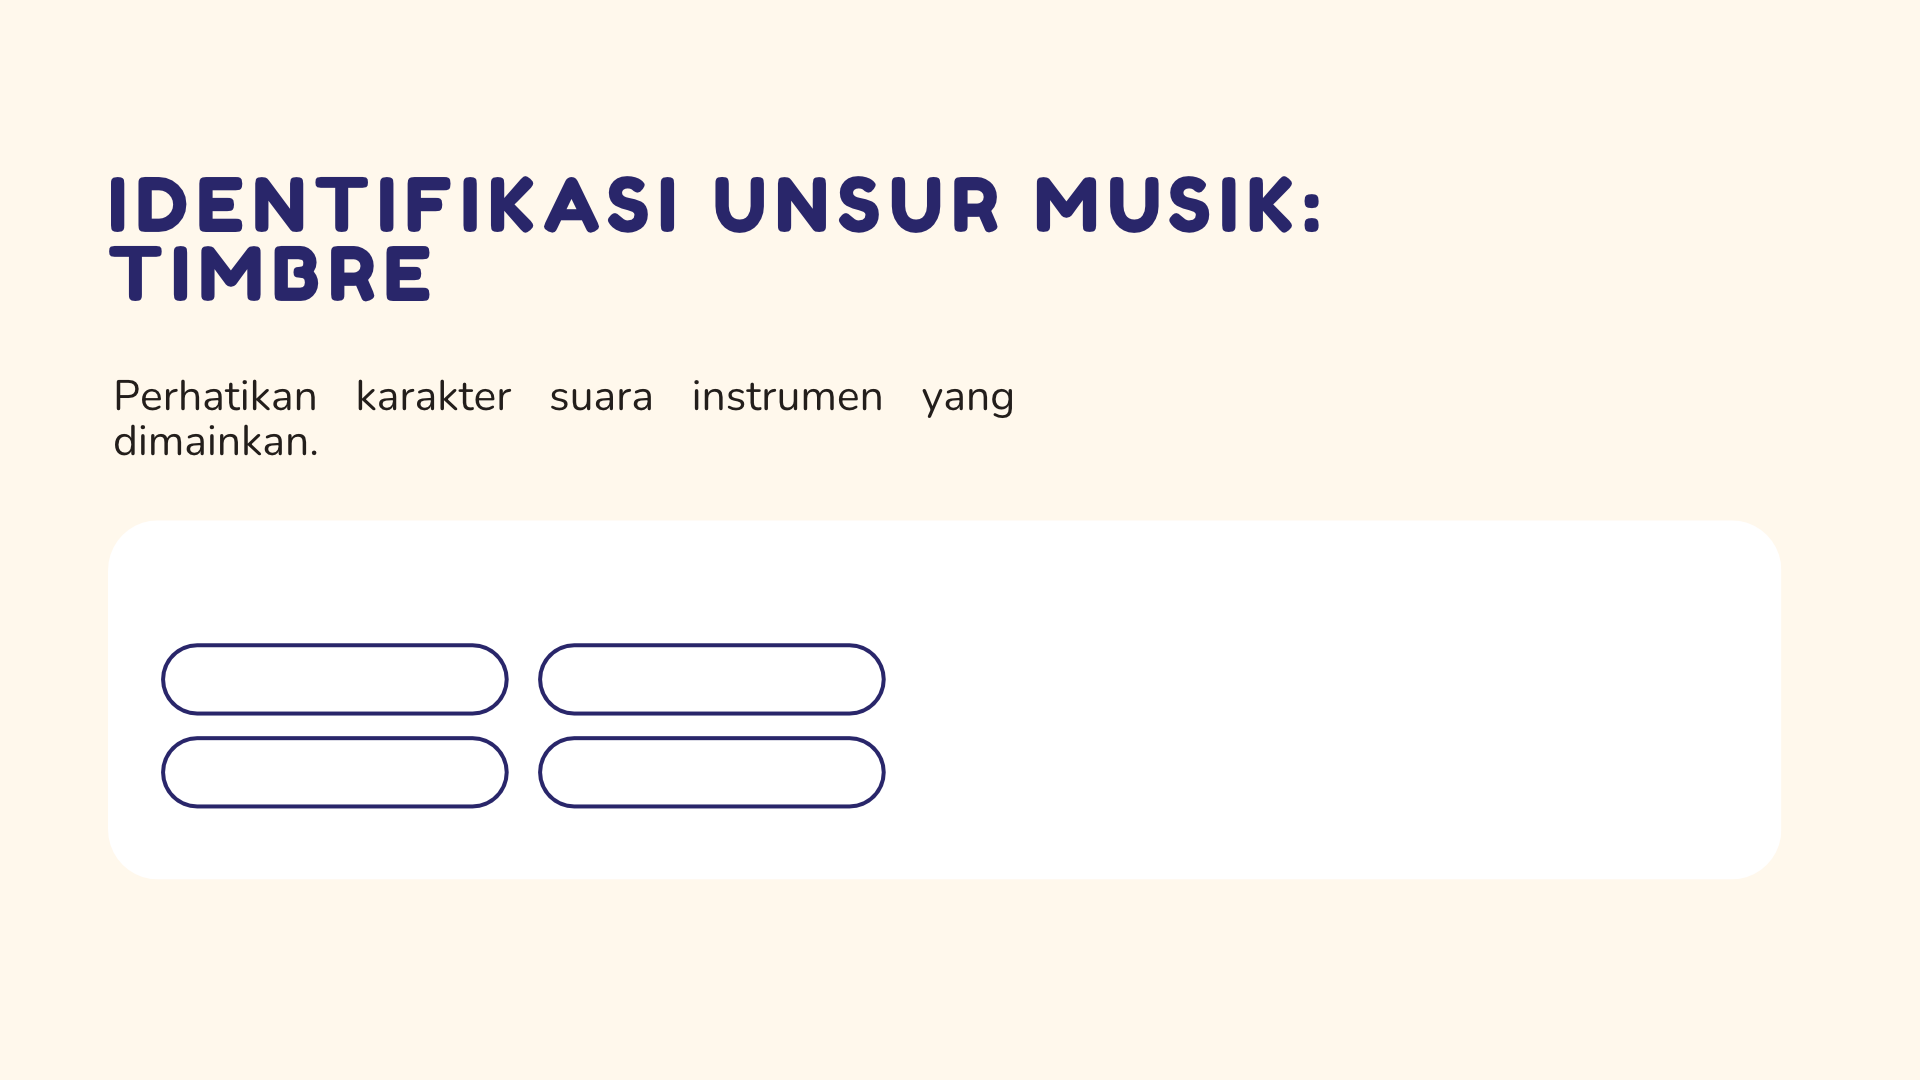 IDENTIFIKASI UNSUR MUSIK:
TIMBRE
Perhatikan karakter suara instrumen yang
dimainkan.